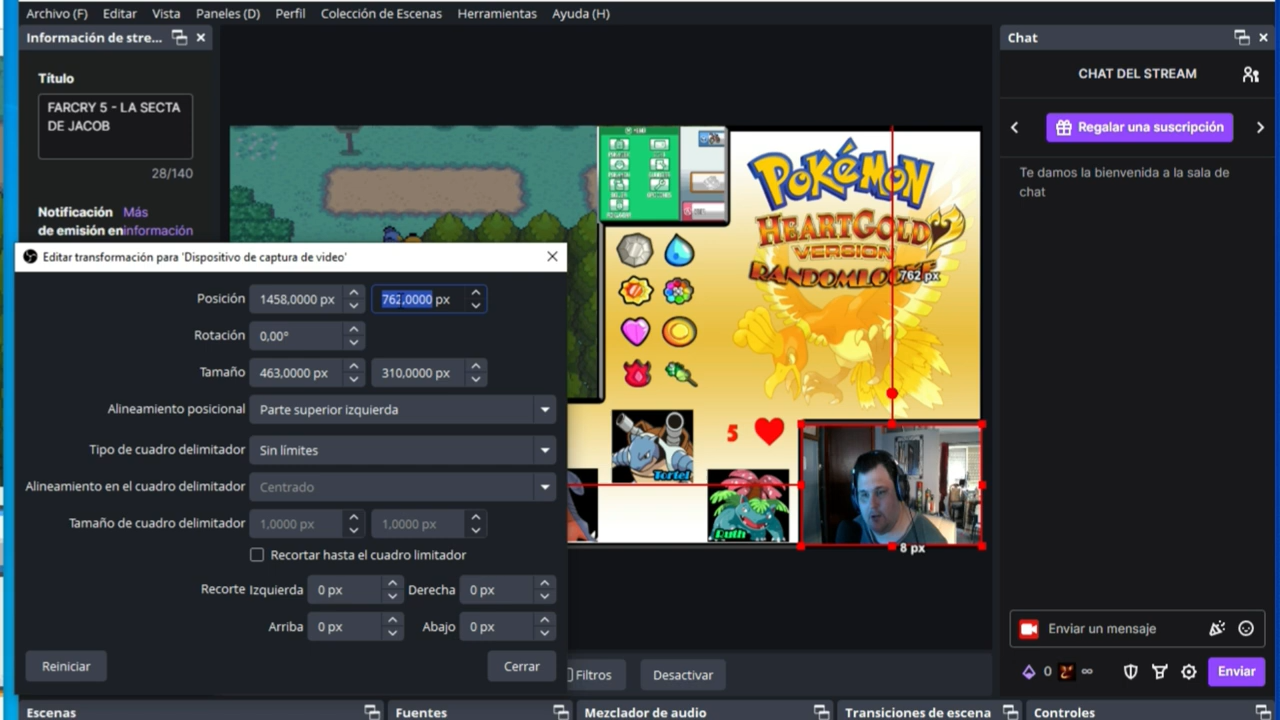 Archivo (F) Editar Vista Paneles (D) Perfil Colección de Escenas Herramientas Ayuda (H)
Información de stre...
Título
FARCRY 5 - LA SECTA
DE JACOB
28/140
Notificación Más
de emisión en información
Editar transformación para 'Dispositivo de captura de video'
Posición 1458,0000 px 762,0000 px
Rotación 0,00°
Tamaño 463,0000 px 310,0000 px
Alineamiento posicional Parte superior izquierda
Tipo de cuadro delimitador Sin límites
Alineamiento en el cuadro delimitador Centrado
Tamaño de cuadro delimitador 1,0000 px 1,0000 px
Recortar hasta el cuadro limitador
Recorte Izquierda 0 px Derecha 0 px
Arriba 0 px Abajo 0 px
Reiniciar Cerrar
POKéMON
HEARTGOLD
VERSION
RANDOMLOCKE
762 px
5
Tortel
Ruth
8 px
Filtros Desactivar
Chat
CHAT DEL STREAM
Regalar una suscripción
Te damos la bienvenida a la sala de
chat
Enviar un mensaje
0 ∞ Enviar
Escenas Fuentes Mezclador de audio Transiciones de escena Controles